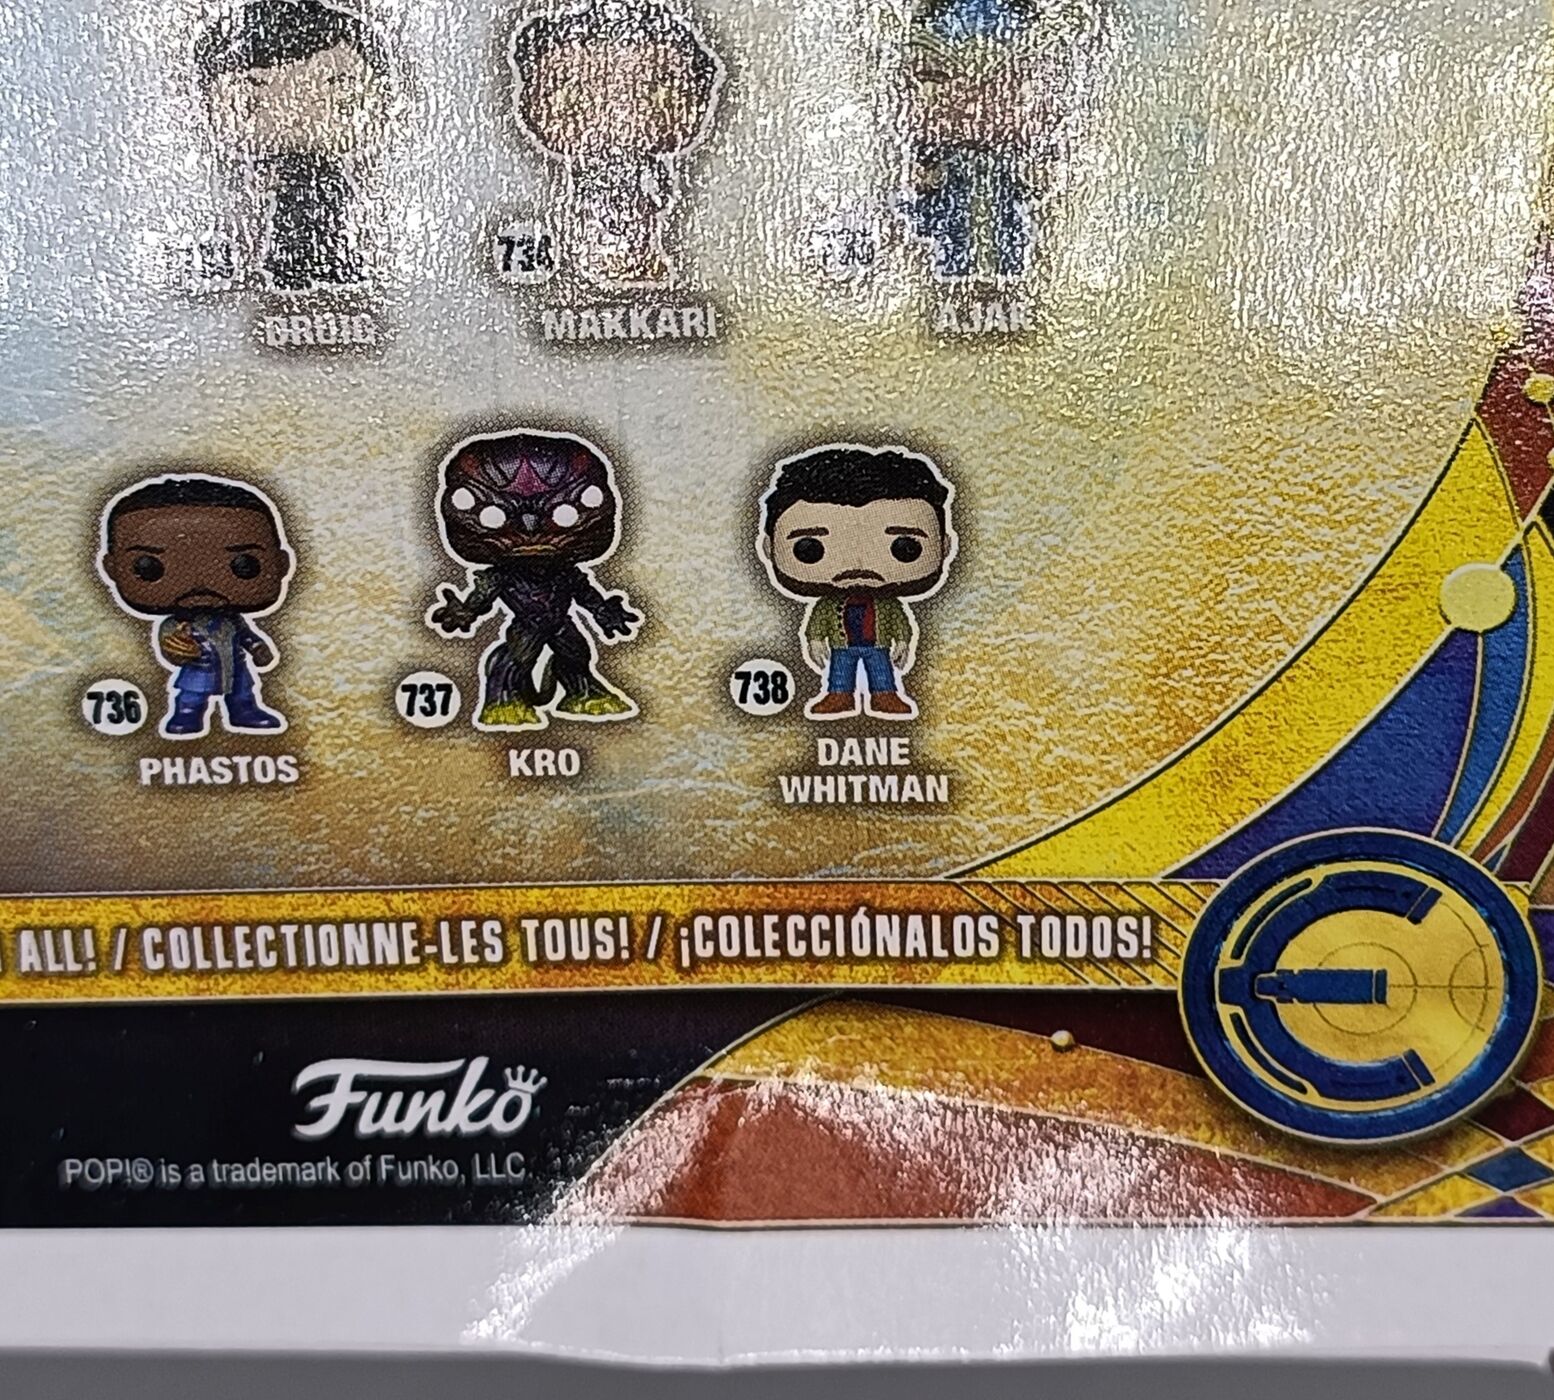 734
DRUIG
MAKKARI
AJAK
736
737
738
PHASTOS
KRO
DANE
WHITMAN
ALL! / COLLECTIONNE-LES TOUS! / ¡COLECCIÓNALOS TODOS!
Funko
POP!® is a trademark of Funko, LLC.